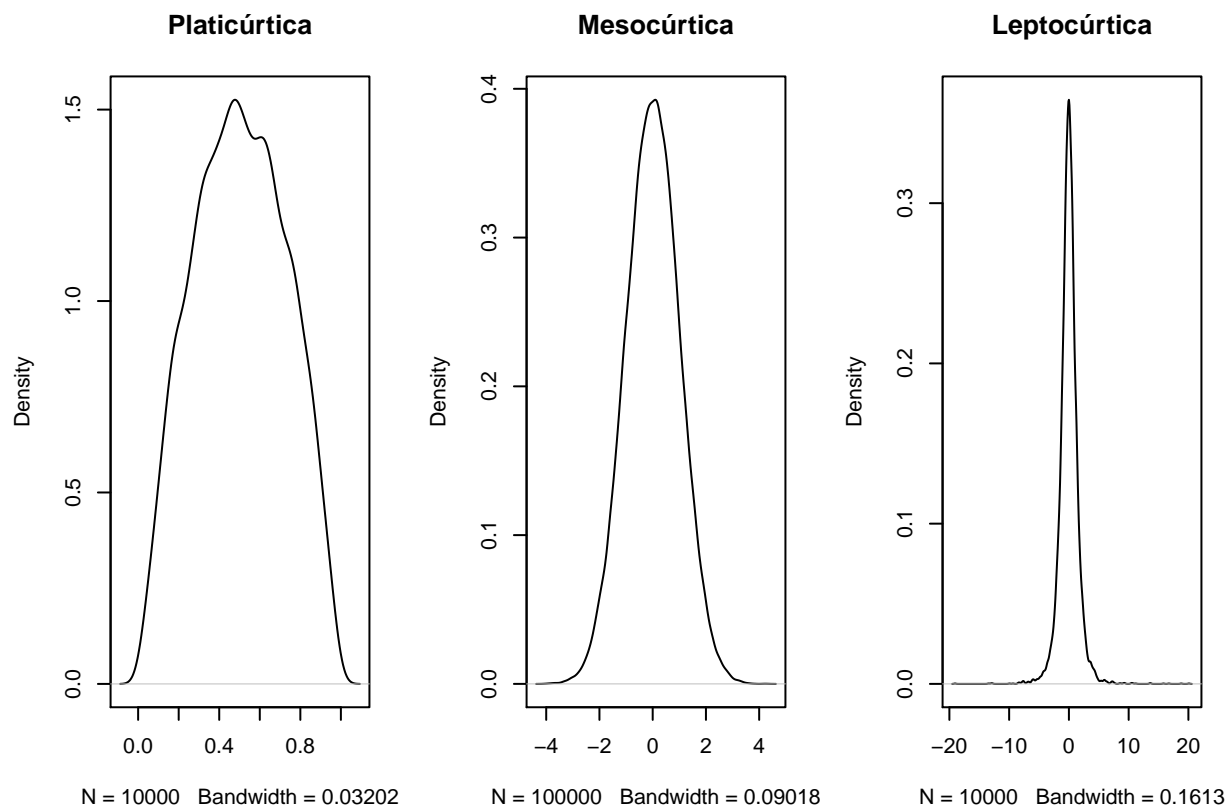 Platicúrtica
Density
0.0 0.5 1.0 1.5
0.0 0.4 0.8
N = 10000 Bandwidth = 0.03202
Mesocúrtica
Density
0.0 0.1 0.2 0.3 0.4
−4 −2 0 2 4
N = 100000 Bandwidth = 0.09018
Leptocúrtica
Density
0.0 0.1 0.2 0.3
−20 −10 0 10 20
N = 10000 Bandwidth = 0.1613